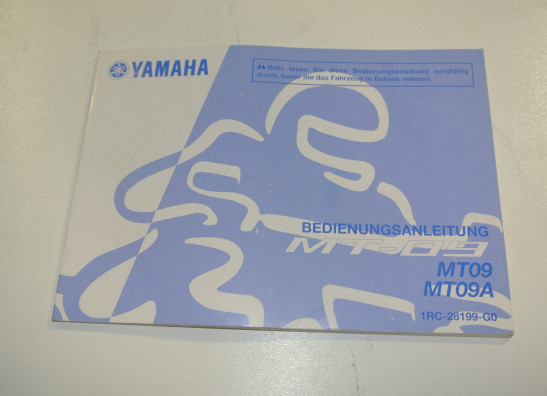 YAMAHA
Bitte lesen Sie diese Bedienungsanleitung sorgfältig
durch, bevor Sie das Fahrzeug in Betrieb nehmen.
BEDIENUNGSANLEITUNG
MT-09
MT09
MT09A
1RC-28199-G0